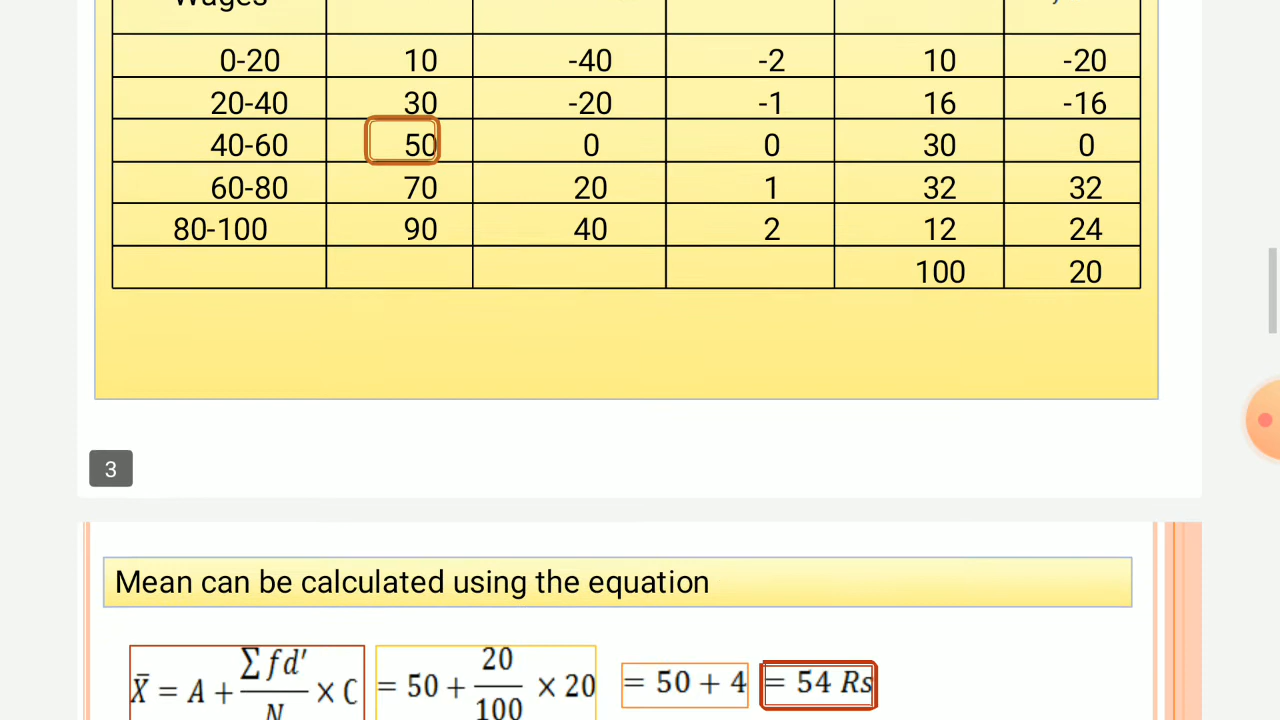 Wages
0-20 10 -40 -2 10 -20
20-40 30 -20 -1 16 -16
40-60 50 0 0 30 0
60-80 70 20 1 32 32
80-100 90 40 2 12 24
100 20
3
Mean can be calculated using the equation
X̄ = A + ∑fd′/N × C = 50 + 20/100 × 20 = 50 + 4 = 54 Rs